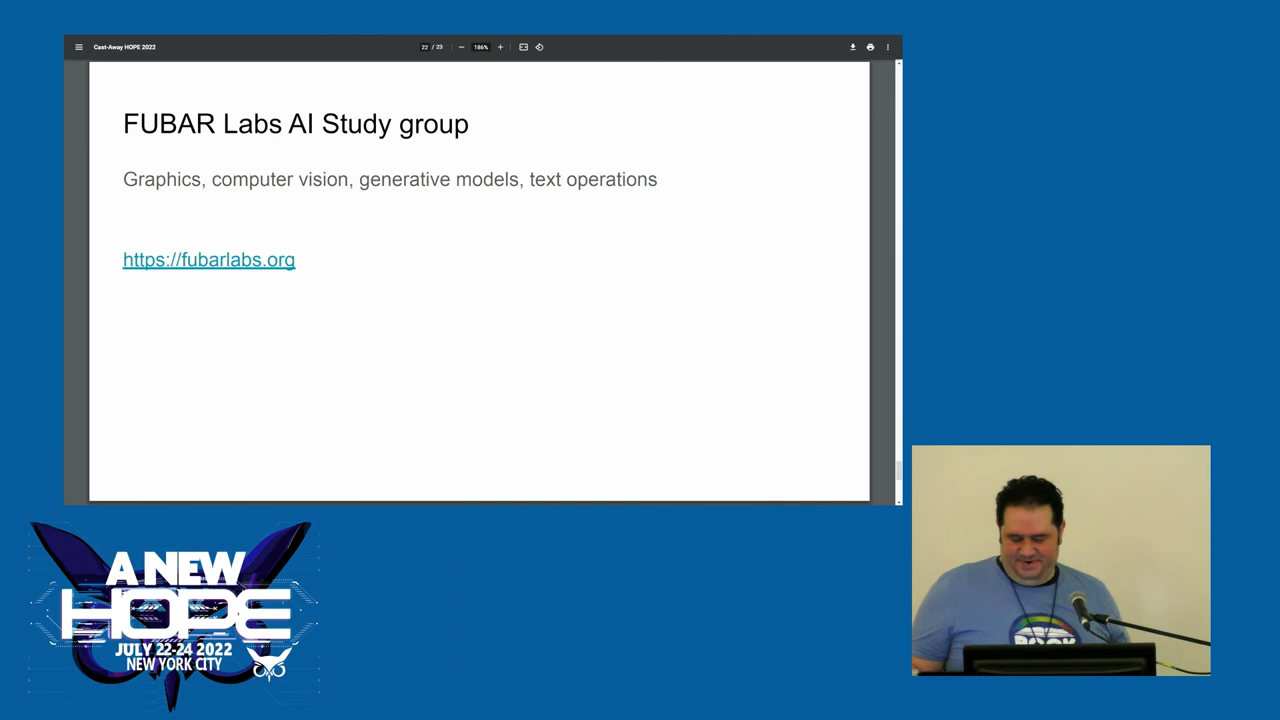 Cast-Away HOPE 2022
22 / 23
186%
FUBAR Labs AI Study group
Graphics, computer vision, generative models, text operations
https://fubarlabs.org
A NEW
HOPE
JULY 22-24 2022
NEW YORK CITY